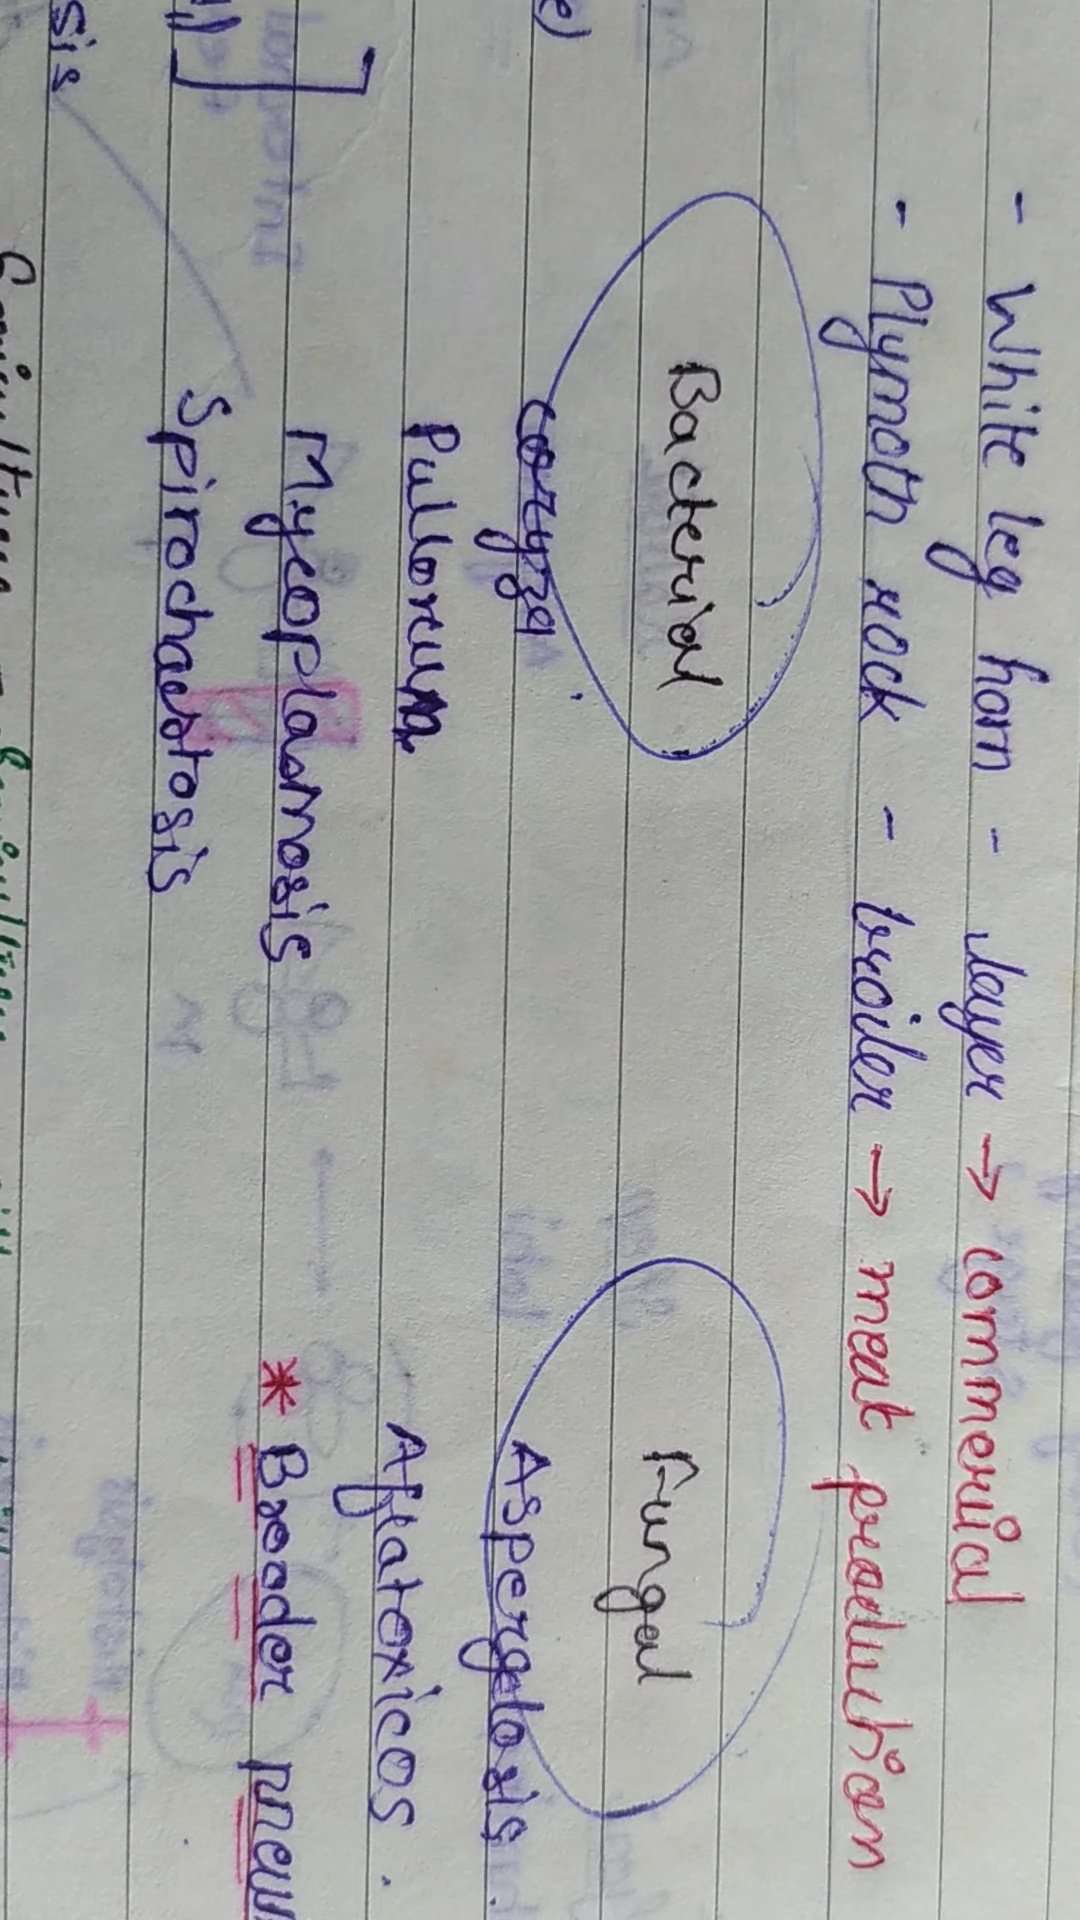 - White leg horn - layer → commercial
- Plymoth rock - broiler → meat production
Bacterial Fungal
coryza Aspergelosis
Pullorum Aflatoxicos.
Mycoplasmosis * Brooder pneu
Spirochaetosis
sis